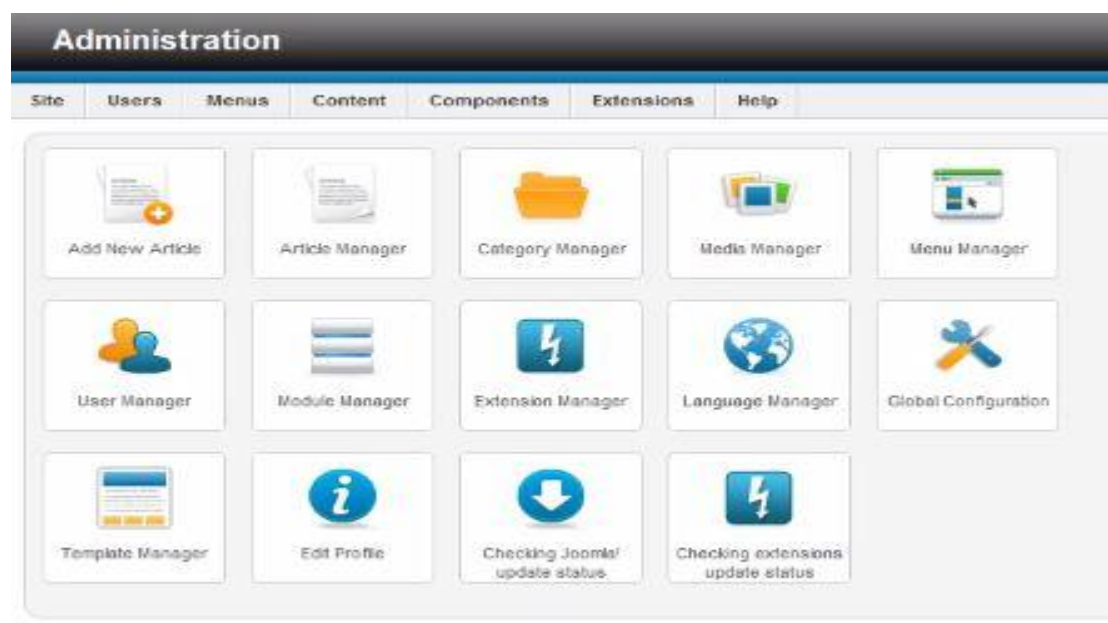 Administration
Site Users Menus Content Components Extensions Help
Add New Article Article Manager Category Manager Media Manager Menu Manager
User Manager Module Manager Extension Manager Language Manager Global Configuration
Template Manager Edit Profile Checking Joomla! Checking extensions
update status update status